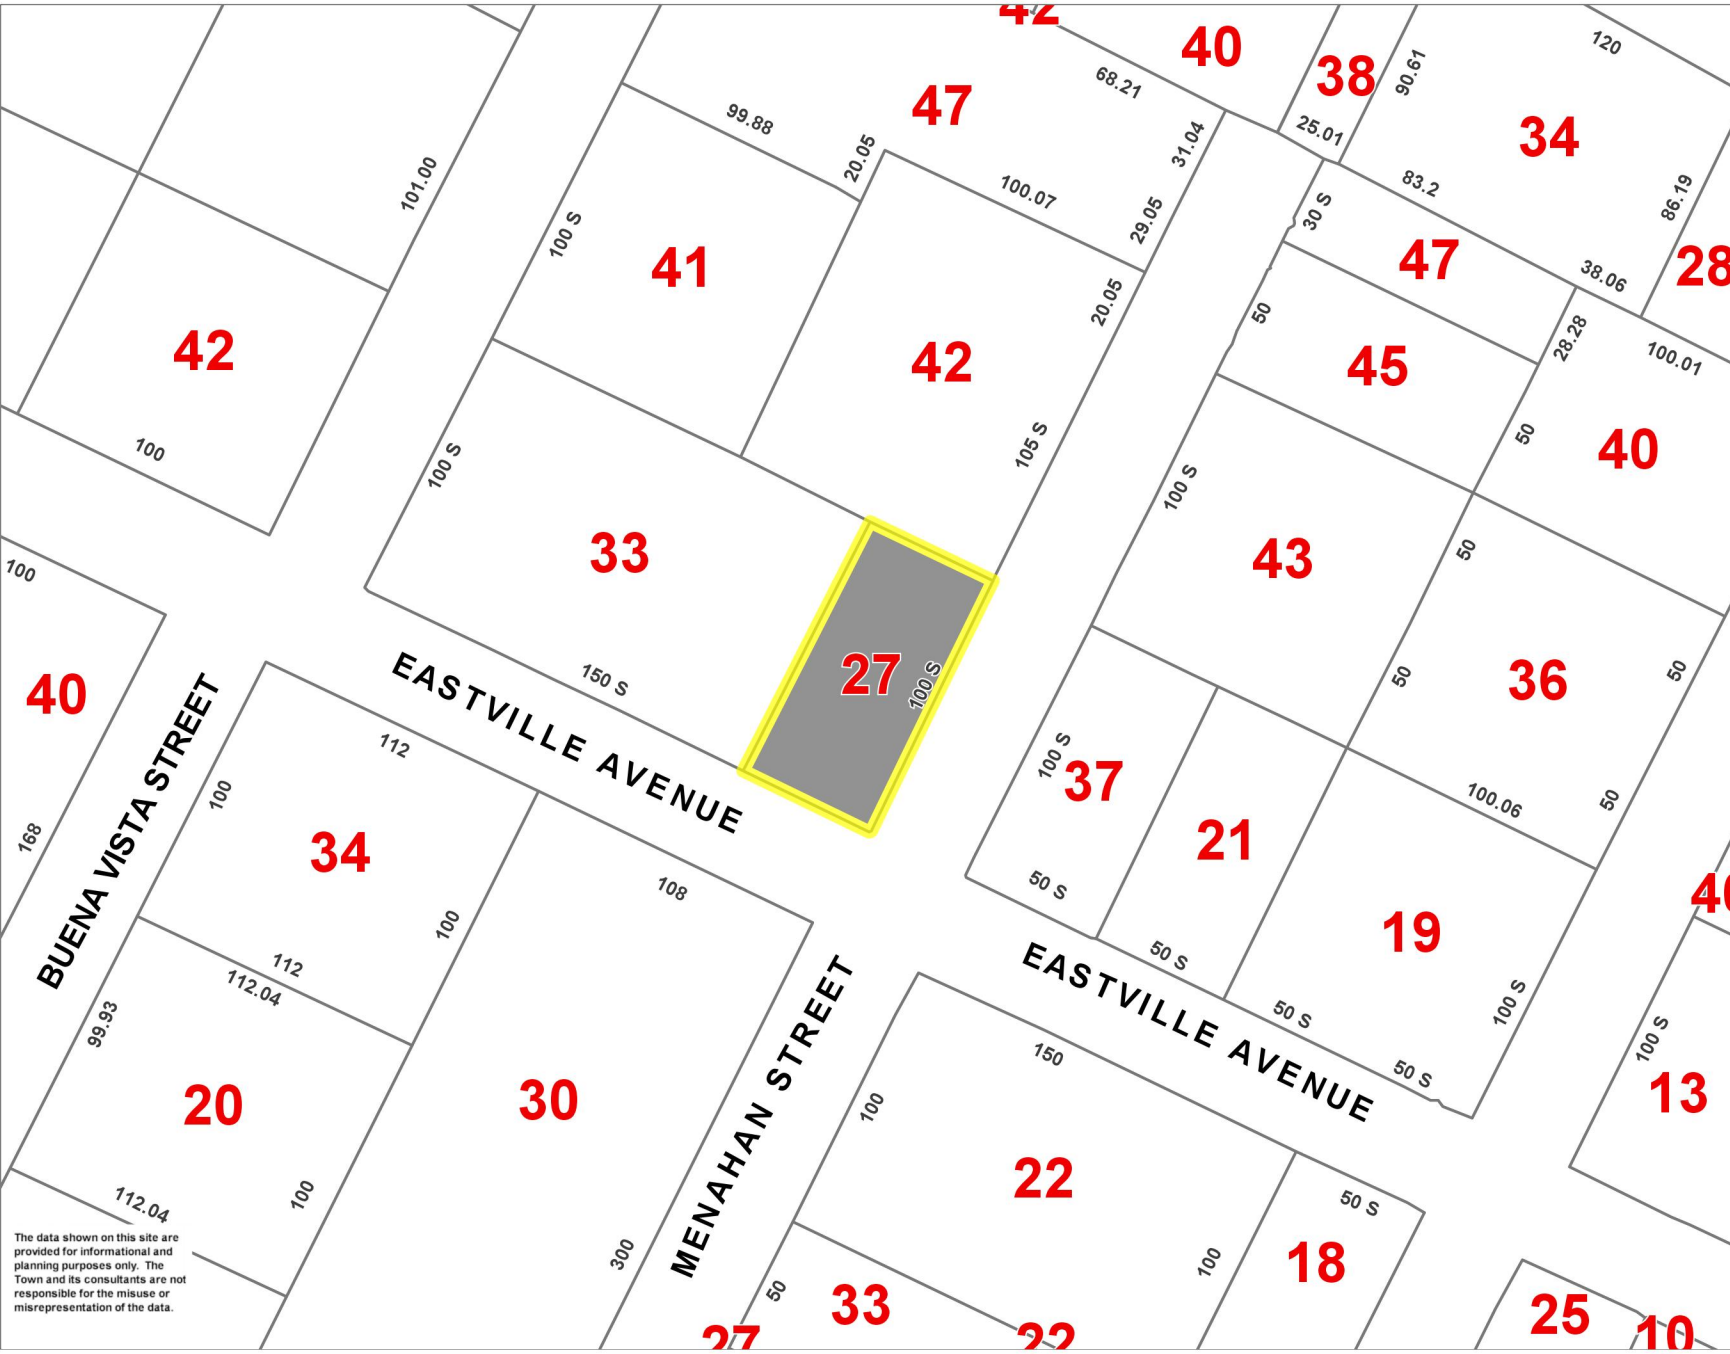 42
40
38
120
90.61
68.21
47
34
99.88
25.01
31.04
20.05
83.2
101.00
100.07
86.19
30 S
29.05
100 S
41
47
28
38.06
20.05
50
28.28
42
42
45
100.01
105 S
50
100
100 S
40
100 S
33
43
50
100
27
100 S
150 S
EASTVILLE AVENUE
36
50
50
40
BUENA VISTA STREET
112
100 S
37
100
50
100.06
168
34
21
108
50 S
40
100
19
50 S
112
112.04
EASTVILLE AVENUE
MENAHAN STREET
99.93
100 S
50 S
150
100 S
50 S
20
30
100
13
22
100
112.04
50 S
300
100
18
50
33
25
10
27
22
The data shown on this site are
provided for informational and
planning purposes only. The
Town and its consultants are not
responsible for the misuse or
misrepresentation of the data.